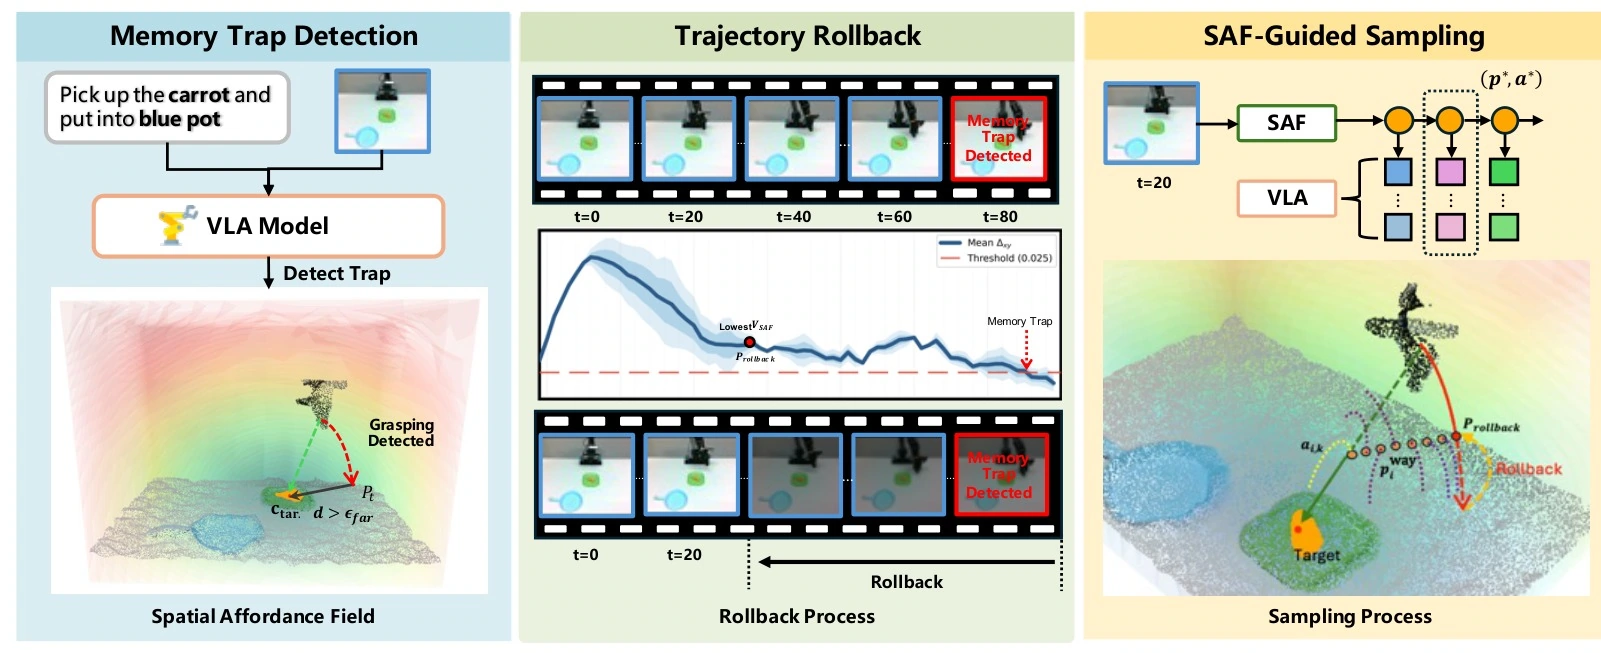 Memory Trap Detection
Pick up the carrot and
put into blue pot
VLA Model
Detect Trap
Grasping
Detected
P_t
c_tar.
d > ϵ_far
Spatial Affordance Field
Trajectory Rollback
Memory
Trap
Detected
t=0
t=20
t=40
t=60
t=80
Mean Δ_xy
Threshold (0.025)
Lowest V_SAF
P_rollback
Memory Trap
Memory
Trap
Detected
t=0
t=20
Rollback
Rollback Process
SAF-Guided Sampling
(p*, a*)
SAF
t=20
VLA
P_rollback
a_i,k
p_i^way
Rollback
Target
Sampling Process